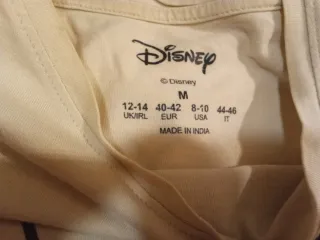 Disney
© Disney
M
12-14 40-42 8-10 44-46
UK/IRL EUR USA IT
MADE IN INDIA